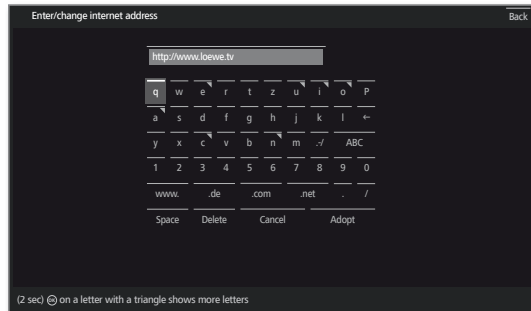 Enter/change internet address Back
http://www.loewe.tv
q w e r t z u i o P
a s d f g h j k l ←
y x c v b n m .-/ ABC
1 2 3 4 5 6 7 8 9 0
www. .de .com .net . /
Space Delete Cancel Adopt
(2 sec) OK on a letter with a triangle shows more letters